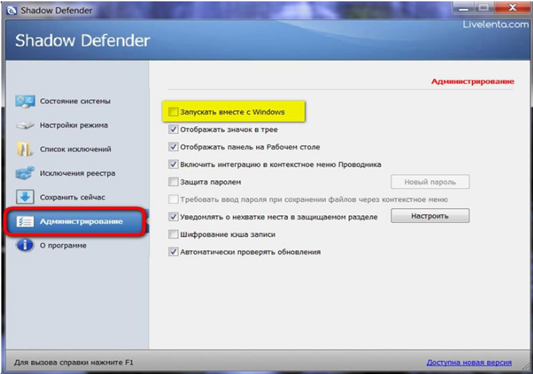 Shadow Defender
Livelenta.com
Shadow Defender
Администрирование
Состояние системы
Настройки режима
Список исключений
Исключения реестра
Сохранить сейчас
Администрирование
О программе
Запускать вместе с Windows
Отображать значок в трее
Отображать панель на Рабочем столе
Включить интеграцию в контекстное меню Проводника
Защита паролем
Новый пароль
Требовать ввод пароля при сохранении файлов через контекстное меню
Уведомлять о нехватке места в защищаемом разделе
Настроить
Шифрование кэша записи
Автоматически проверять обновления
Для вызова справки нажмите F1
Доступна новая версия